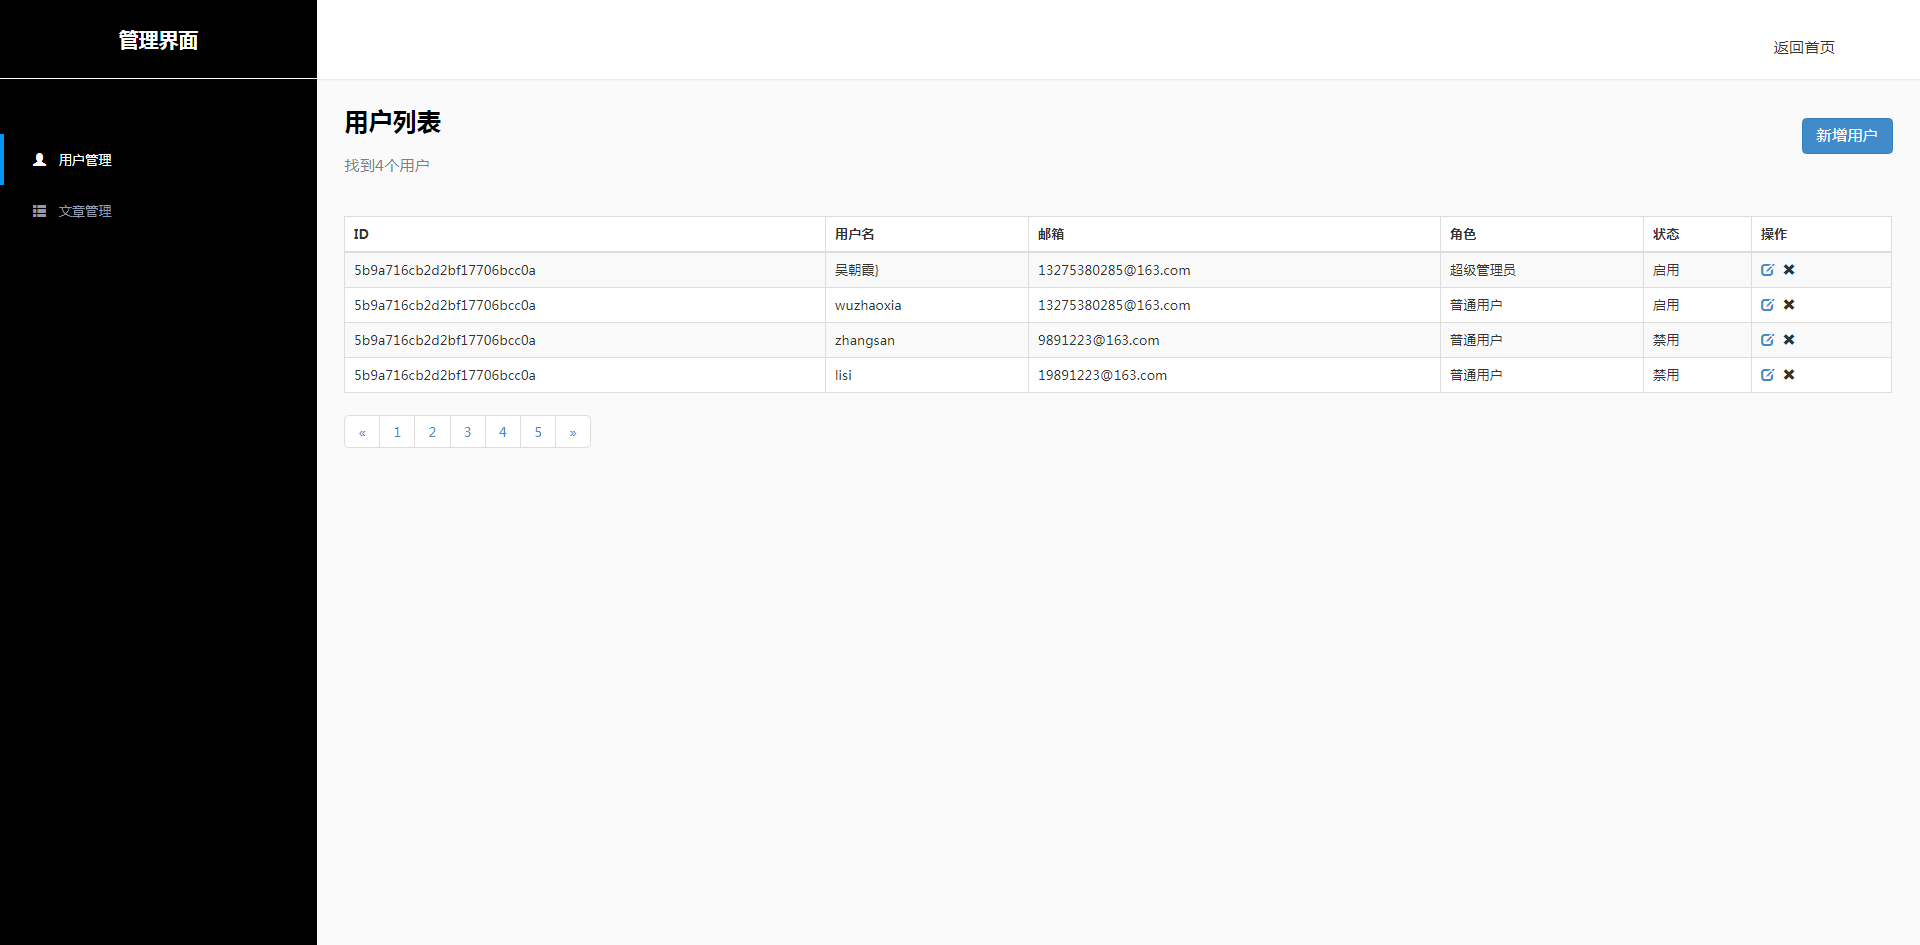 管理界面
返回首页
用户管理
文章管理
用户列表
新增用户
找到4个用户
ID 用户名 邮箱 角色 状态 操作
5b9a716cb2d2bf17706bcc0a 吴朝霞} 13275380285@163.com 超级管理员 启用
5b9a716cb2d2bf17706bcc0a wuzhaoxia 13275380285@163.com 普通用户 启用
5b9a716cb2d2bf17706bcc0a zhangsan 9891223@163.com 普通用户 禁用
5b9a716cb2d2bf17706bcc0a lisi 19891223@163.com 普通用户 禁用
« 1 2 3 4 5 »